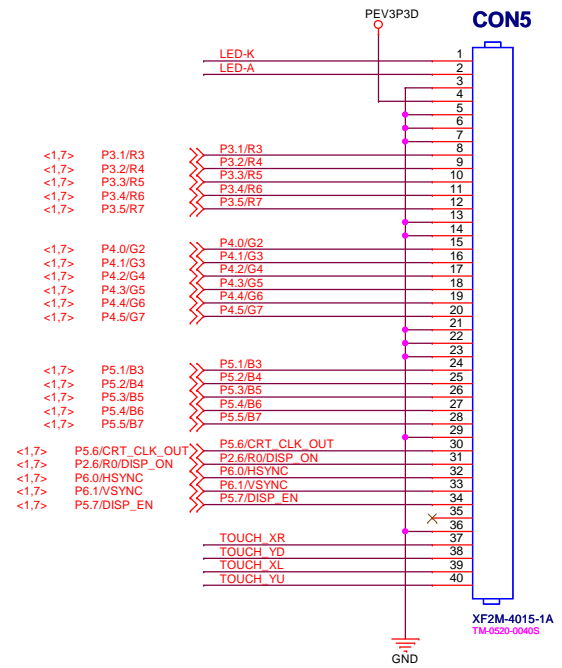 PEV3P3D
CON5
LED-K 1
LED-A 2
3
4
5
6
7
<1,7> P3.1/R3 P3.1/R3 8
<1,7> P3.2/R4 P3.2/R4 9
<1,7> P3.3/R5 P3.3/R5 10
<1,7> P3.4/R6 P3.4/R6 11
<1,7> P3.5/R7 P3.5/R7 12
13
14
<1,7> P4.0/G2 P4.0/G2 15
<1,7> P4.1/G3 P4.1/G3 16
<1,7> P4.2/G4 P4.2/G4 17
<1,7> P4.3/G5 P4.3/G5 18
<1,7> P4.4/G6 P4.4/G6 19
<1,7> P4.5/G7 P4.5/G7 20
21
22
23
<1,7> P5.1/B3 P5.1/B3 24
<1,7> P5.2/B4 P5.2/B4 25
<1,7> P5.3/B5 P5.3/B5 26
<1,7> P5.4/B6 P5.4/B6 27
<1,7> P5.5/B7 P5.5/B7 28
29
<1,7> P5.6/CRT_CLK_OUT P5.6/CRT_CLK_OUT 30
<1,7> P2.6/R0/DISP_ON P2.6/R0/DISP_ON 31
<1,7> P6.0/HSYNC P6.0/HSYNC 32
<1,7> P6.1/VSYNC P6.1/VSYNC 33
<1,7> P5.7/DISP_EN P5.7/DISP_EN 34
35
36
TOUCH_XR 37
TOUCH_YD 38
TOUCH_XL 39
TOUCH_YU 40
XF2M-4015-1A
TM-0520-0040S
GND